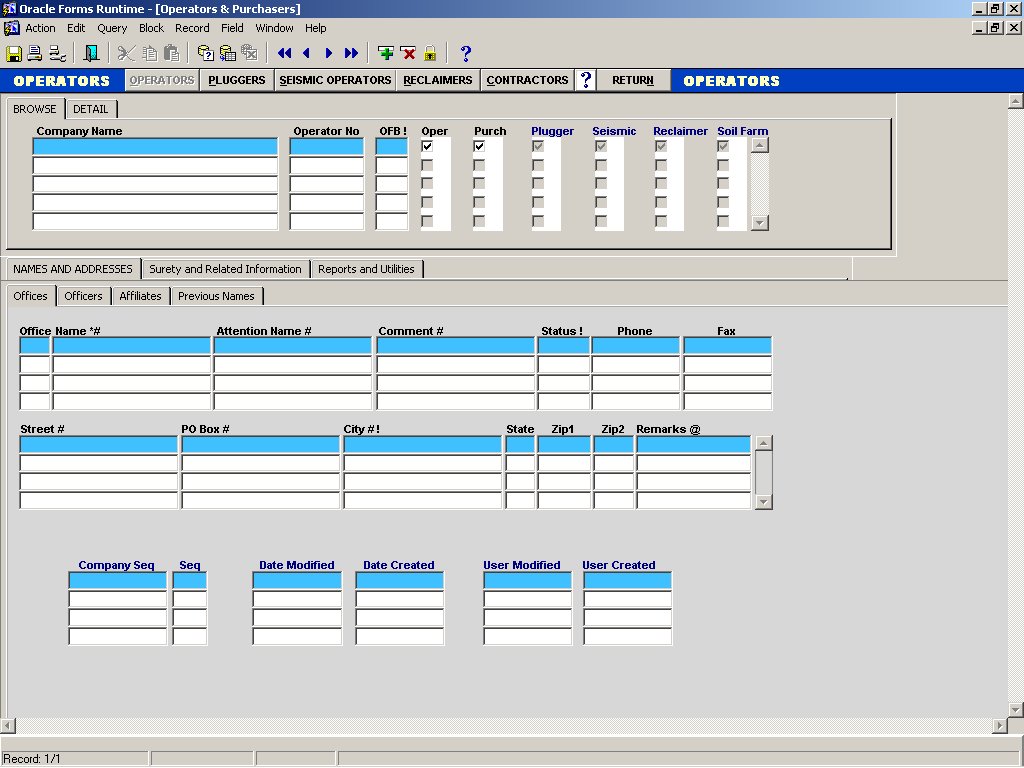 Oracle Forms Runtime - [Operators & Purchasers]
Action Edit Query Block Record Field Window Help
OPERATORS OPERATORS PLUGGERS SEISMIC OPERATORS RECLAIMERS CONTRACTORS ? RETURN OPERATORS
BROWSE DETAIL
Company Name Operator No OFB ! Oper Purch Plugger Seismic Reclaimer Soil Farm
NAMES AND ADDRESSES Surety and Related Information Reports and Utilities
Offices Officers Affiliates Previous Names
Office Name *# Attention Name # Comment # Status ! Phone Fax
Street # PO Box # City #! State Zip1 Zip2 Remarks @
Company Seq Seq Date Modified Date Created User Modified User Created
Record: 1/1